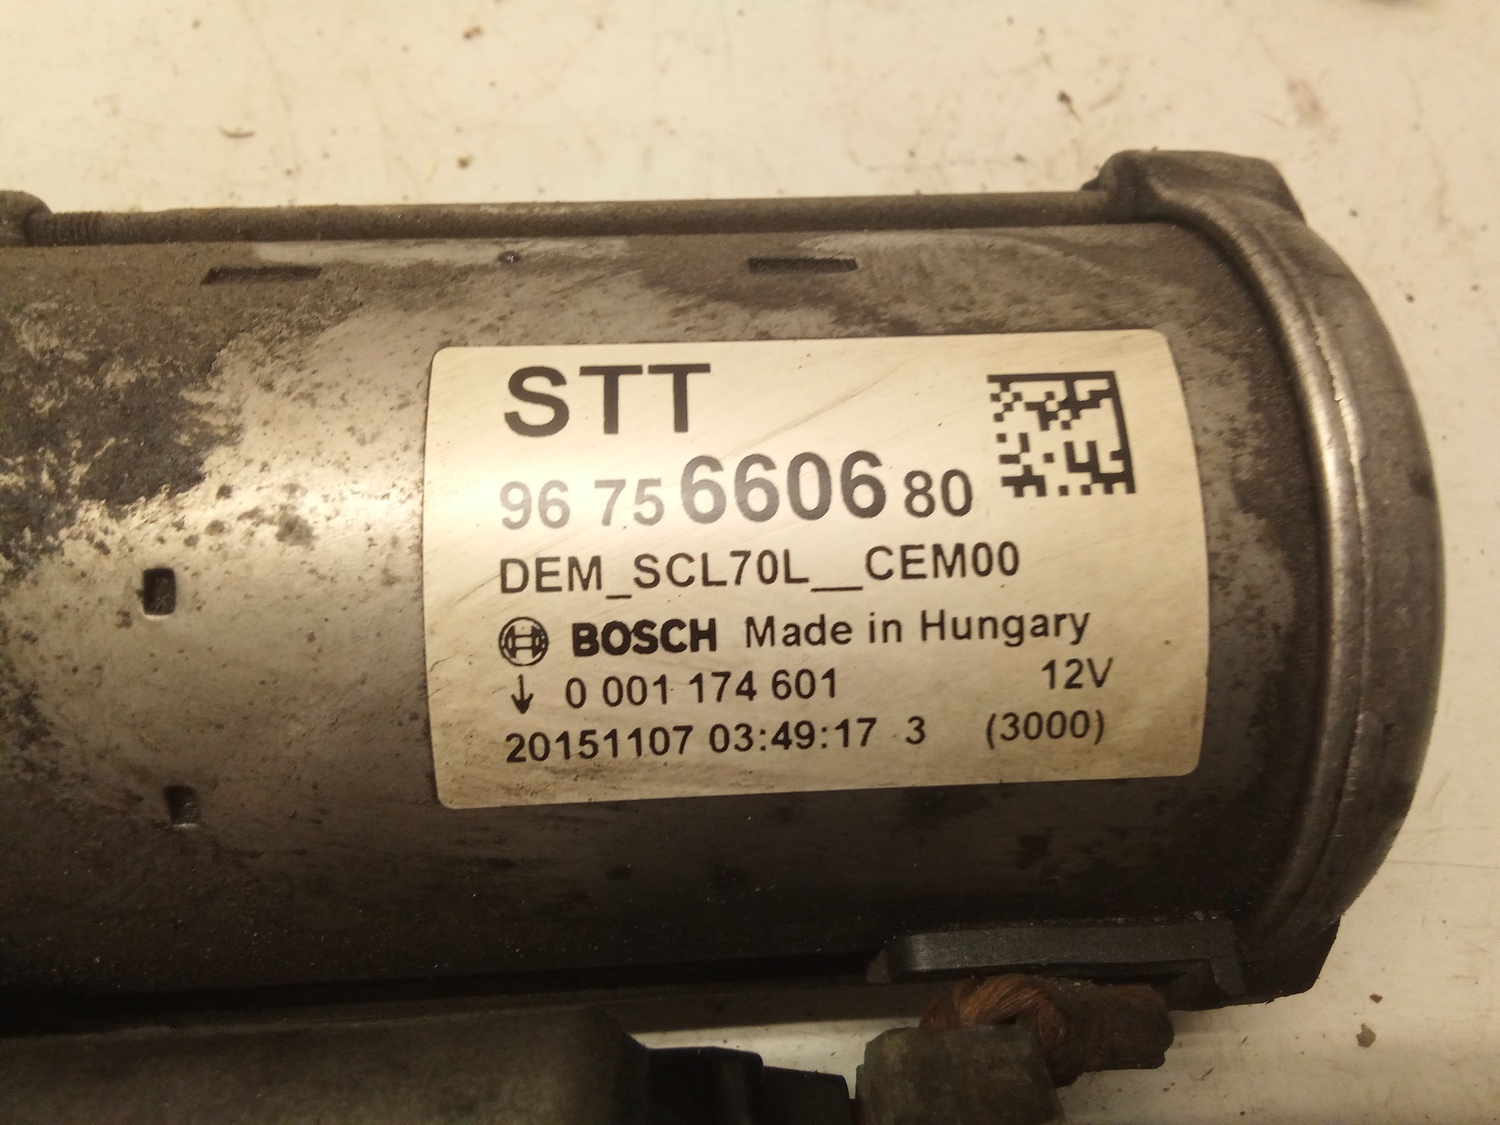 STT
96 75 6606 80
DEM_SCL70L__CEM00
BOSCH Made in Hungary
↓ 0 001 174 601 12V
20151107 03:49:17 3 (3000)